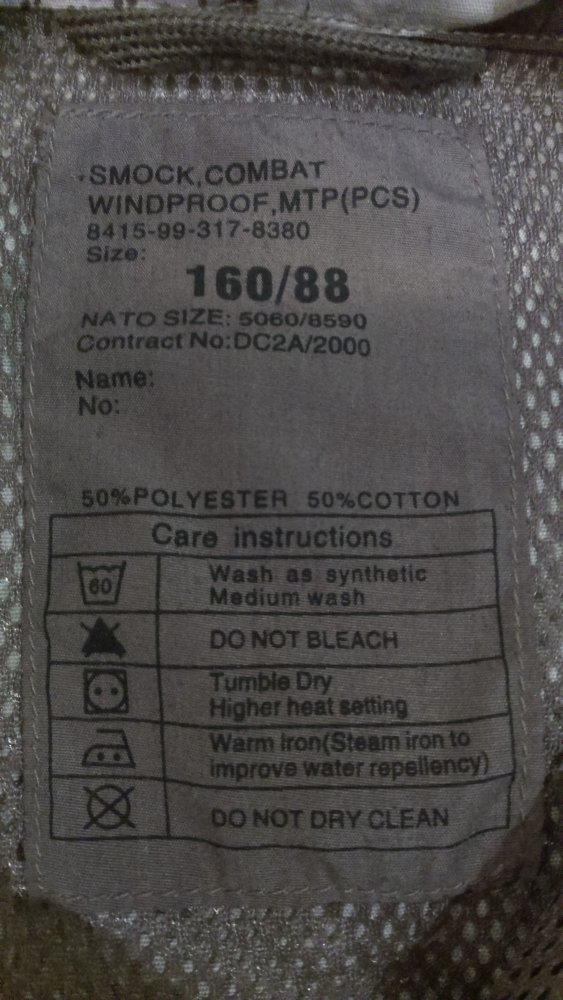 SMOCK,COMBAT
WINDPROOF,MTP(PCS)
8415-99-317-8380
Size:
160/88
NATO SIZE: 5060/8590
Contract No:DC2A/2000
Name:
No:
50%POLYESTER 50%COTTON
Care instructions
60
Wash as synthetic
Medium wash
DO NOT BLEACH
Tumble Dry
Higher heat setting
Warm Iron(Steam iron to
improve water repellency)
DO NOT DRY CLEAN